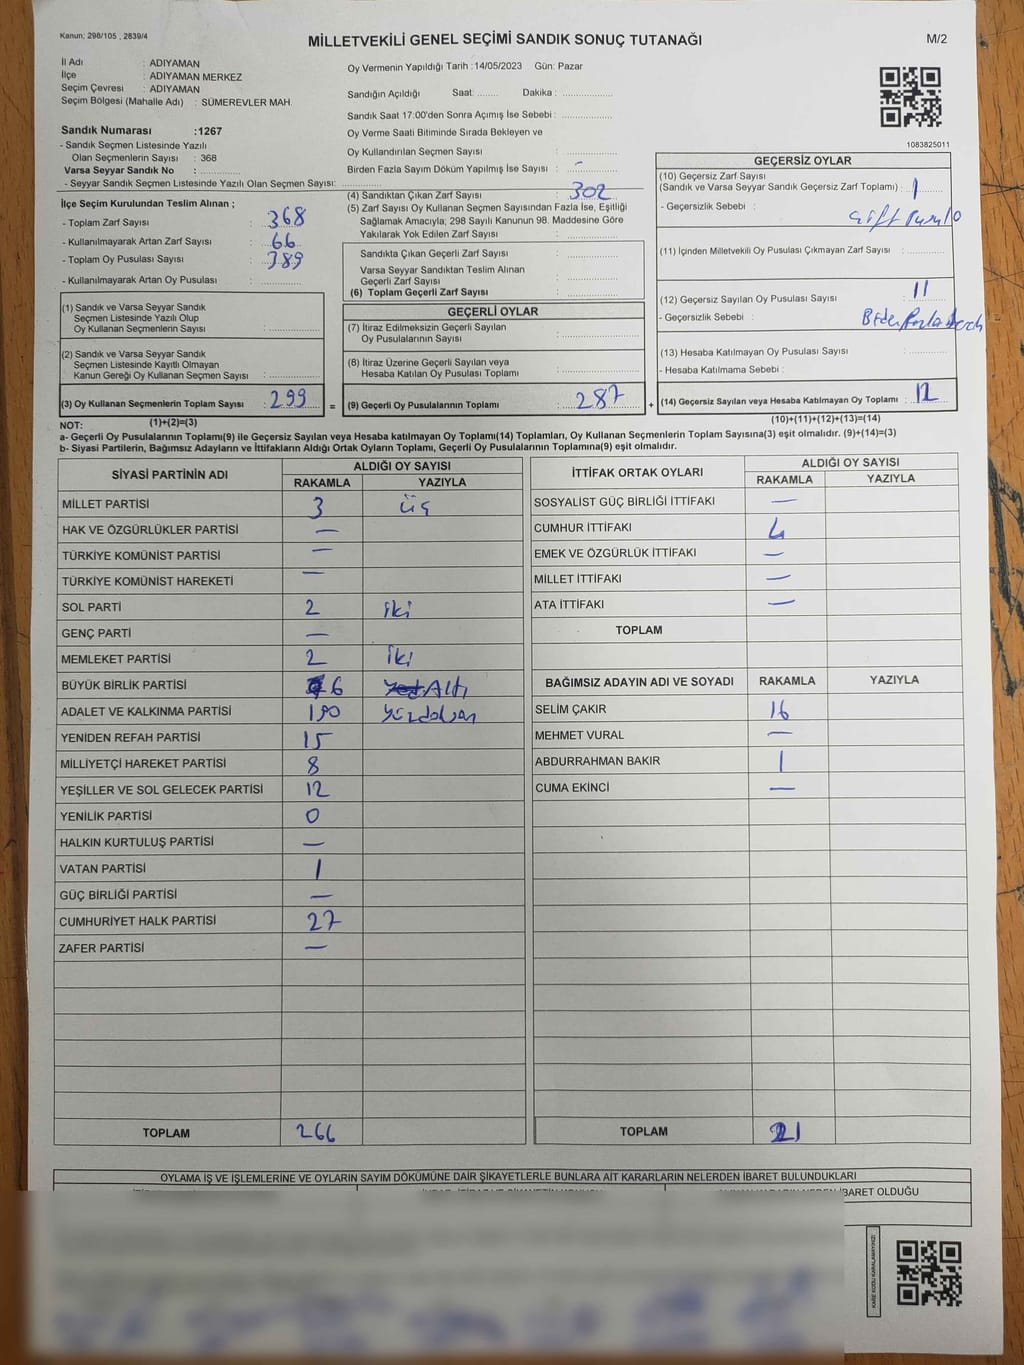 Kanun; 298/105 , 2839/4
MİLLETVEKİLİ GENEL SEÇİMİ SANDIK SONUÇ TUTANAĞI
M/2
İl Adı : ADIYAMAN
İlçe : ADIYAMAN MERKEZ
Seçim Çevresi : ADIYAMAN
Seçim Bölgesi (Mahalle Adı) : SÜMEREVLER MAH.
Sandık Numarası :1267
- Sandık Seçmen Listesinde Yazılı
Olan Seçmenlerin Sayısı : 368
Varsa Seyyar Sandık No : ............
- Seyyar Sandık Seçmen Listesinde Yazılı Olan Seçmen Sayısı: ............
İlçe Seçim Kurulundan Teslim Alınan ;
- Toplam Zarf Sayısı : 368
- Kullanılmayarak Artan Zarf Sayısı : 66
- Toplam Oy Pusulası Sayısı : 389
- Kullanılmayarak Artan Oy Pusulası : ............
Oy Vermenin Yapıldığı Tarih :14/05/2023 Gün: Pazar
Sandığın Açıldığı Saat: ........ Dakika : ............
Sandık Saat 17:00'den Sonra Açımış İse Sebebi : ............
Oy Verme Saati Bitiminde Sırada Bekleyen ve
Oy Kullandırılan Seçmen Sayısı : ............
Birden Fazla Sayım Döküm Yapılmış İse Sayısı : -
(4) Sandıktan Çıkan Zarf Sayısı : 302
(5) Zarf Sayısı Oy Kullanan Seçmen Sayısından Fazla İse, Eşitliği
Sağlamak Amacıyla; 298 Sayılı Kanunun 98. Maddesine Göre
Yakılarak Yok Edilen Zarf Sayısı : ............
Sandıkta Çıkan Geçerli Zarf Sayısı : ............
Varsa Seyyar Sandıktan Teslim Alınan
Geçerli Zarf Sayısı : ............
(6) Toplam Geçerli Zarf Sayısı : ............
1083825011
GEÇERSİZ OYLAR
(10) Geçersiz Zarf Sayısı
(Sandık ve Varsa Seyyar Sandık Geçersiz Zarf Toplamı) : 1
- Geçersizlik Sebebi : Çift Pusula
(11) İçinden Milletvekili Oy Pusulası Çıkmayan Zarf Sayısı : ............
(12) Geçersiz Sayılan Oy Pusulası Sayısı : 11
- Geçersizlik Sebebi :
(13) Hesaba Katılmayan Oy Pusulası Sayısı : ............
- Hesaba Katılmama Sebebi :
(14) Geçersiz Sayılan veya Hesaba Katılmayan Oy Toplamı : 12
(10)+(11)+(12)+(13)=(14)
(1) Sandık ve Varsa Seyyar Sandık
Seçmen Listesinde Yazılı Olup
Oy Kullanan Seçmenlerin Sayısı : ............
(2) Sandık ve Varsa Seyyar Sandık
Seçmen Listesinde Kayıtlı Olmayan
Kanun Gereği Oy Kullanan Seçmen Sayısı : ............
(3) Oy Kullanan Seçmenlerin Toplam Sayısı : 299 =
(1)+(2)=(3)
GEÇERLİ OYLAR
(7) İtiraz Edilmeksizin Geçerli Sayılan
Oy Pusulalarının Sayısı : ............
(8) İtiraz Üzerine Geçerli Sayılan veya
Hesaba Katılan Oy Pusulası Toplamı : ............
(9) Geçerli Oy Pusulalarının Toplamı : 287 +
NOT:
a- Geçerli Oy Pusulalarının Toplamı(9) ile Geçersiz Sayılan veya Hesaba katılmayan Oy Toplamı(14) Toplamları, Oy Kullanan Seçmenlerin Toplam Sayısına(3) eşit olmalıdır. (9)+(14)=(3)
b- Siyasi Partilerin, Bağımsız Adayların ve İttifakların Aldığı Ortak Oyların Toplamı, Geçerli Oy Pusulalarının Toplamına(9) eşit olmalıdır.
SİYASİ PARTİNİN ADI ALDIĞI OY SAYISI
RAKAMLA YAZIYLA
MİLLET PARTİSİ 3 üç
HAK VE ÖZGÜRLÜKLER PARTİSİ —
TÜRKİYE KOMÜNİST PARTİSİ —
TÜRKİYE KOMÜNİST HAREKETİ —
SOL PARTİ 2 iki
GENÇ PARTİ —
MEMLEKET PARTİSİ 2 iki
BÜYÜK BİRLİK PARTİSİ 6 Altı
ADALET VE KALKINMA PARTİSİ 190 yüzdoksan
YENİDEN REFAH PARTİSİ 15
MİLLİYETÇİ HAREKET PARTİSİ 8
YEŞİLLER VE SOL GELECEK PARTİSİ 12
YENİLİK PARTİSİ 0
HALKIN KURTULUŞ PARTİSİ —
VATAN PARTİSİ 1
GÜÇ BİRLİĞİ PARTİSİ —
CUMHURİYET HALK PARTİSİ 27
ZAFER PARTİSİ —
TOPLAM 266
İTTİFAK ORTAK OYLARI ALDIĞI OY SAYISI
RAKAMLA YAZIYLA
SOSYALİST GÜÇ BİRLİĞİ İTTİFAKI —
CUMHUR İTTİFAKI 4
EMEK VE ÖZGÜRLÜK İTTİFAKI —
MİLLET İTTİFAKI —
ATA İTTİFAKI —
TOPLAM
BAĞIMSIZ ADAYIN ADI VE SOYADI RAKAMLA YAZIYLA
SELİM ÇAKIR 16
MEHMET VURAL —
ABDURRAHMAN BAKIR 1
CUMA EKİNCİ —
TOPLAM 21
OYLAMA İŞ VE İŞLEMLERİNE VE OYLARIN SAYIM DÖKÜMÜNE DAİR ŞİKAYETLERLE BUNLARA AİT KARARLARIN NELERDEN İBARET BULUNDUKLARI
İBARET OLDUĞU
KARE KODU KARALAMAYINIZ!